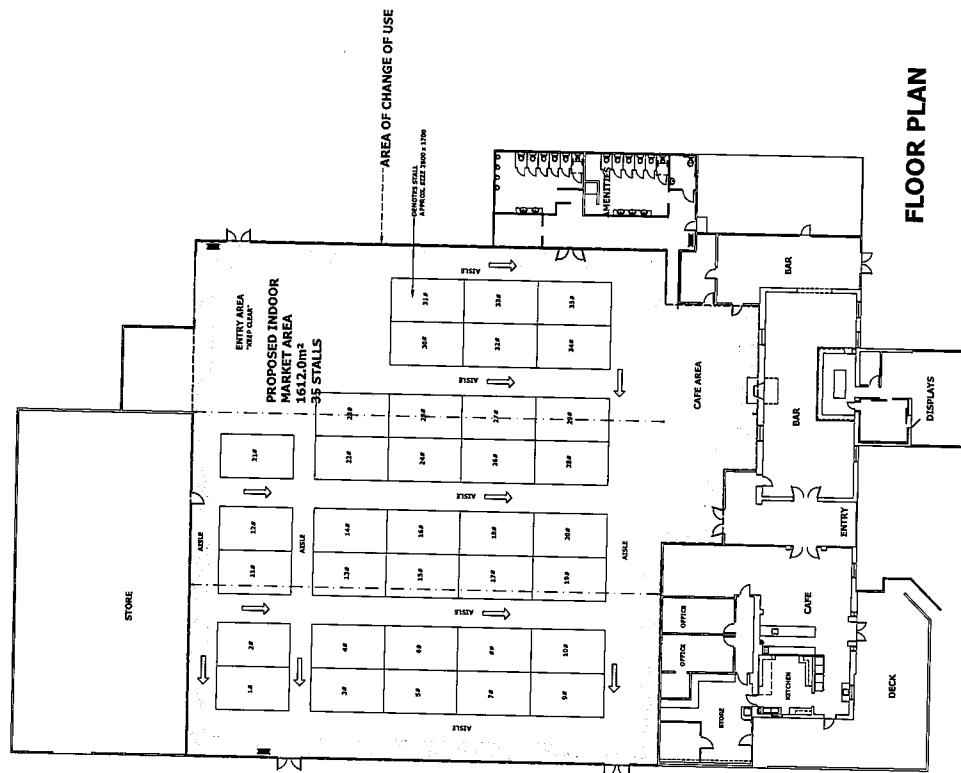 FLOOR PLAN
AREA OF CHANGE OF USE
DENOTES STALL
APPROX. SIZE 2800 x 1700
ENTRY AREA
"KEEP CLEAR"
PROPOSED INDOOR
MARKET AREA
1612.0m²
35 STALLS
AMENITIES
AISLE
31#
33#
35#
30#
32#
34#
AISLE
23#
25#
27#
29#
21#
22#
24#
26#
28#
AISLE
12#
14#
16#
18#
20#
11#
13#
15#
17#
19#
AISLE
AISLE
AISLE
AISLE
2#
4#
6#
8#
10#
1#
3#
5#
7#
9#
AISLE
STORE
CAFE AREA
BAR
BAR
DISPLAYS
ENTRY
CAFE
OFFICE
OFFICE
KITCHEN
STORE
DECK